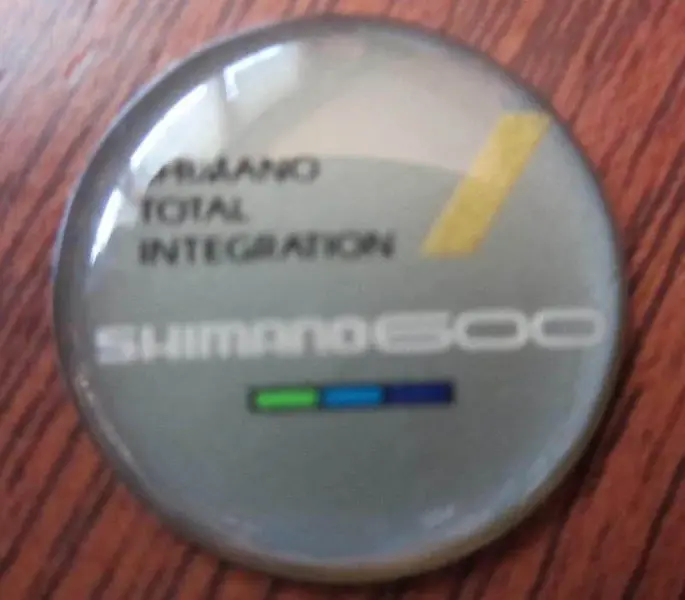 SHIMANO
TOTAL
INTEGRATION
SHIMANO 600